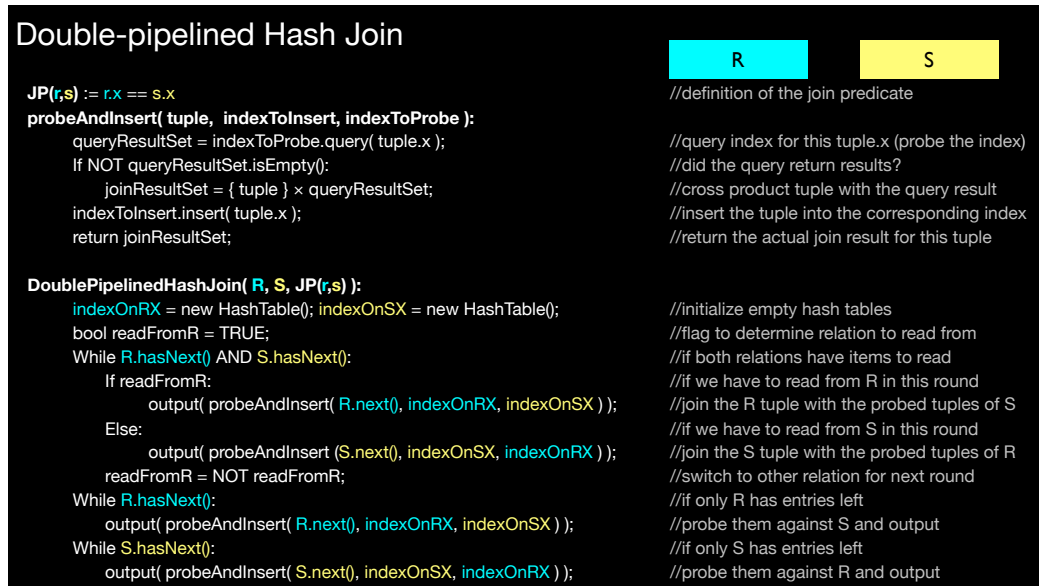 Double-pipelined Hash Join
R S
JP(r,s) := r.x == s.x //definition of the join predicate
probeAndInsert( tuple, indexToInsert, indexToProbe ):
queryResultSet = indexToProbe.query( tuple.x ); //query index for this tuple.x (probe the index)
If NOT queryResultSet.isEmpty(): //did the query return results?
joinResultSet = { tuple } × queryResultSet; //cross product tuple with the query result
indexToInsert.insert( tuple.x ); //insert the tuple into the corresponding index
return joinResultSet; //return the actual join result for this tuple
DoublePipelinedHashJoin( R, S, JP(r,s) ):
indexOnRX = new HashTable(); indexOnSX = new HashTable(); //initialize empty hash tables
bool readFromR = TRUE; //flag to determine relation to read from
While R.hasNext() AND S.hasNext(): //if both relations have items to read
If readFromR: //if we have to read from R in this round
output( probeAndInsert( R.next(), indexOnRX, indexOnSX ) ); //join the R tuple with the probed tuples of S
Else: //if we have to read from S in this round
output( probeAndInsert (S.next(), indexOnSX, indexOnRX ) ); //join the S tuple with the probed tuples of R
readFromR = NOT readFromR; //switch to other relation for next round
While R.hasNext(): //if only R has entries left
output( probeAndInsert( R.next(), indexOnRX, indexOnSX ) ); //probe them against S and output
While S.hasNext(): //if only S has entries left
output( probeAndInsert( S.next(), indexOnSX, indexOnRX ) ); //probe them against R and output